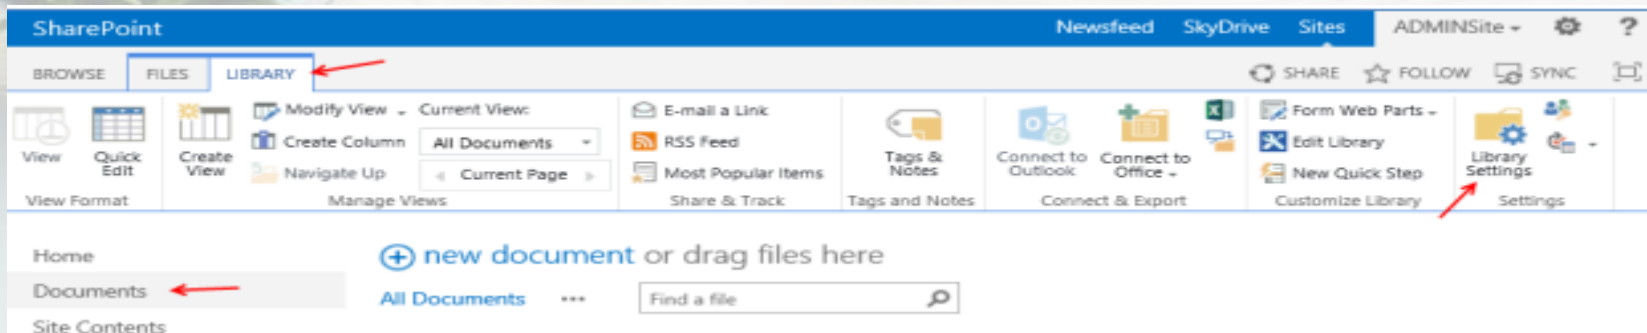 SharePoint
Newsfeed SkyDrive Sites ADMINSite ?
BROWSE FILES LIBRARY
SHARE FOLLOW SYNC
View
Quick Edit
Create View
Modify View
Create Column
Navigate Up
Current View:
All Documents
Current Page
E-mail a Link
RSS Feed
Most Popular Items
Tags & Notes
Connect to Outlook
Connect to Office
Form Web Parts
Edit Library
New Quick Step
Library Settings
View Format
Manage Views
Share & Track
Tags and Notes
Connect & Export
Customize Library
Settings
Home
Documents
Site Contents
new document or drag files here
All Documents ...
Find a file